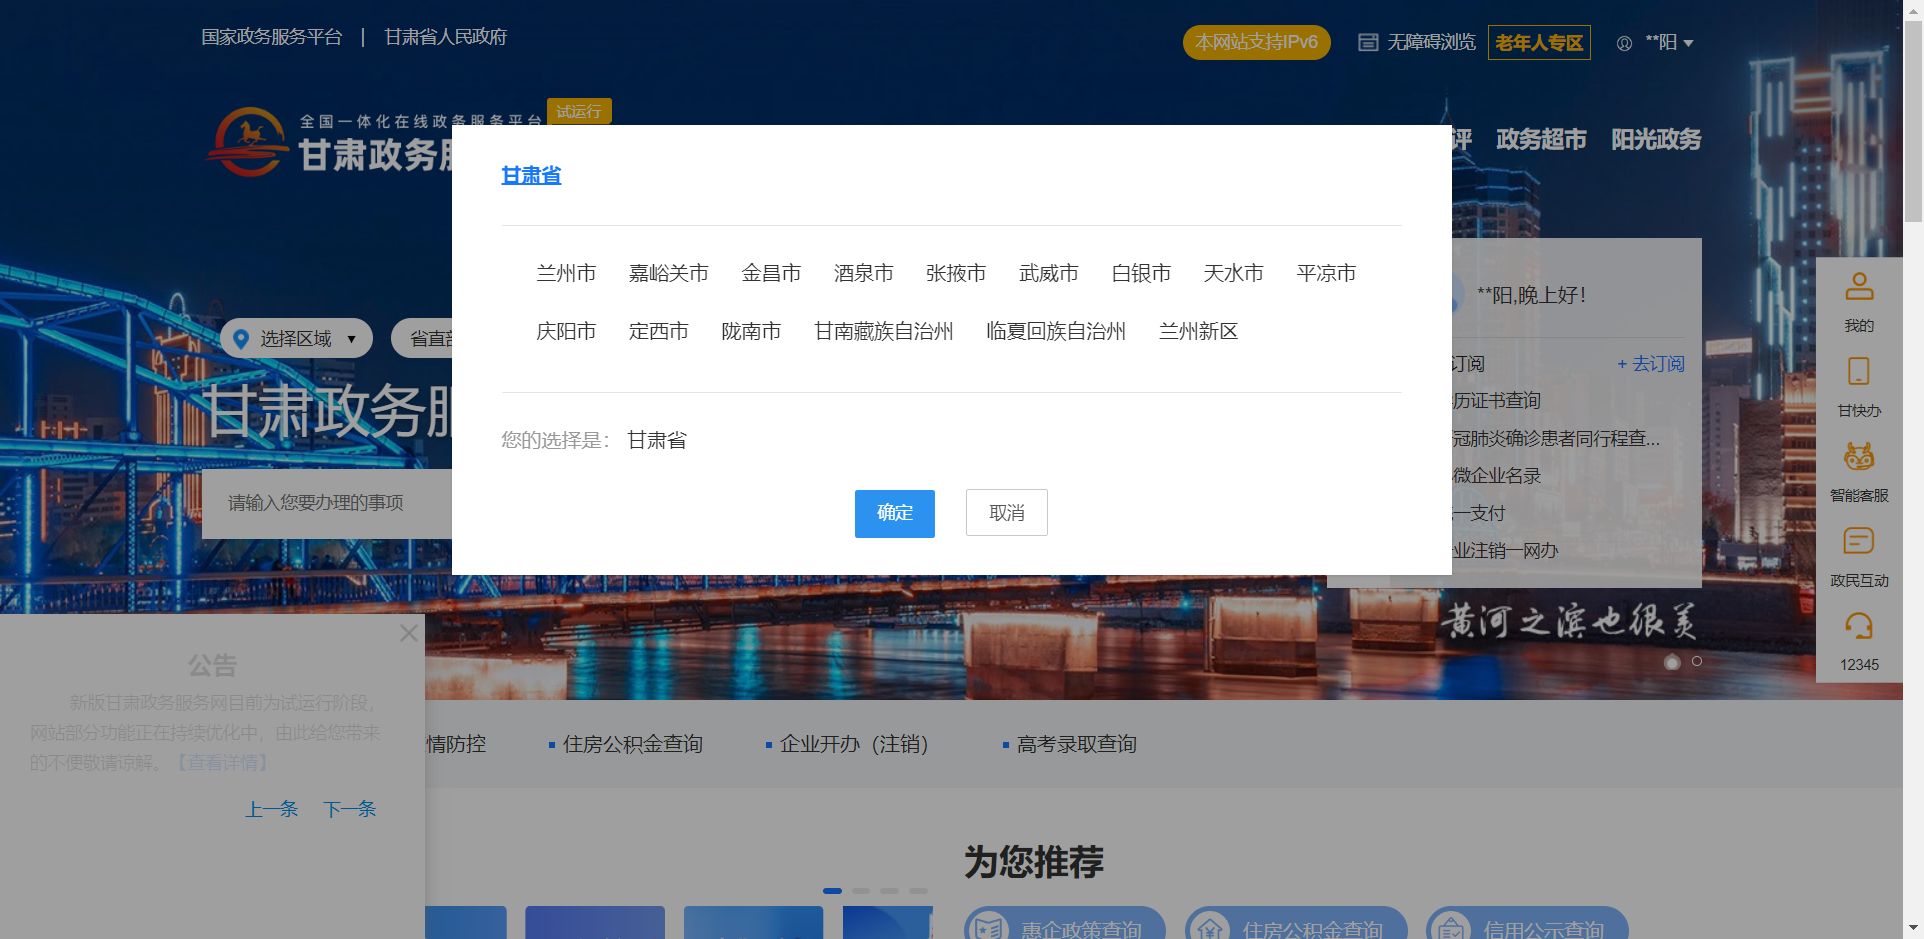 国家政务服务平台 | 甘肃省人民政府
本网站支持IPv6 无障碍浏览 老年人专区 **阳
全国一体化在线政务服务平台 试运行
甘肃政务服
评 政务超市 阳光政务
甘肃省
兰州市 嘉峪关市 金昌市 酒泉市 张掖市 武威市 白银市 天水市 平凉市
庆阳市 定西市 陇南市 甘南藏族自治州 临夏回族自治州 兰州新区
您的选择是： 甘肃省
确定 取消
选择区域 ▼ 省直部
甘肃政务服
请输入您要办理的事项
**阳,晚上好！
订阅 + 去订阅
历证书查询
冠肺炎确诊患者同行程查...
微企业名录
一支付
业注销一网办
黄河之滨也很美
我的
甘快办
智能客服
政民互动
12345
公告
新版甘肃政务服务网目前为试运行阶段，
网站部分功能正在持续优化中，由此给您带来
的不便敬请谅解。【查看详情】
上一条 下一条
情防控 住房公积金查询 企业开办（注销） 高考录取查询
为您推荐
惠企政策查询 住房公积金查询 信用公示查询